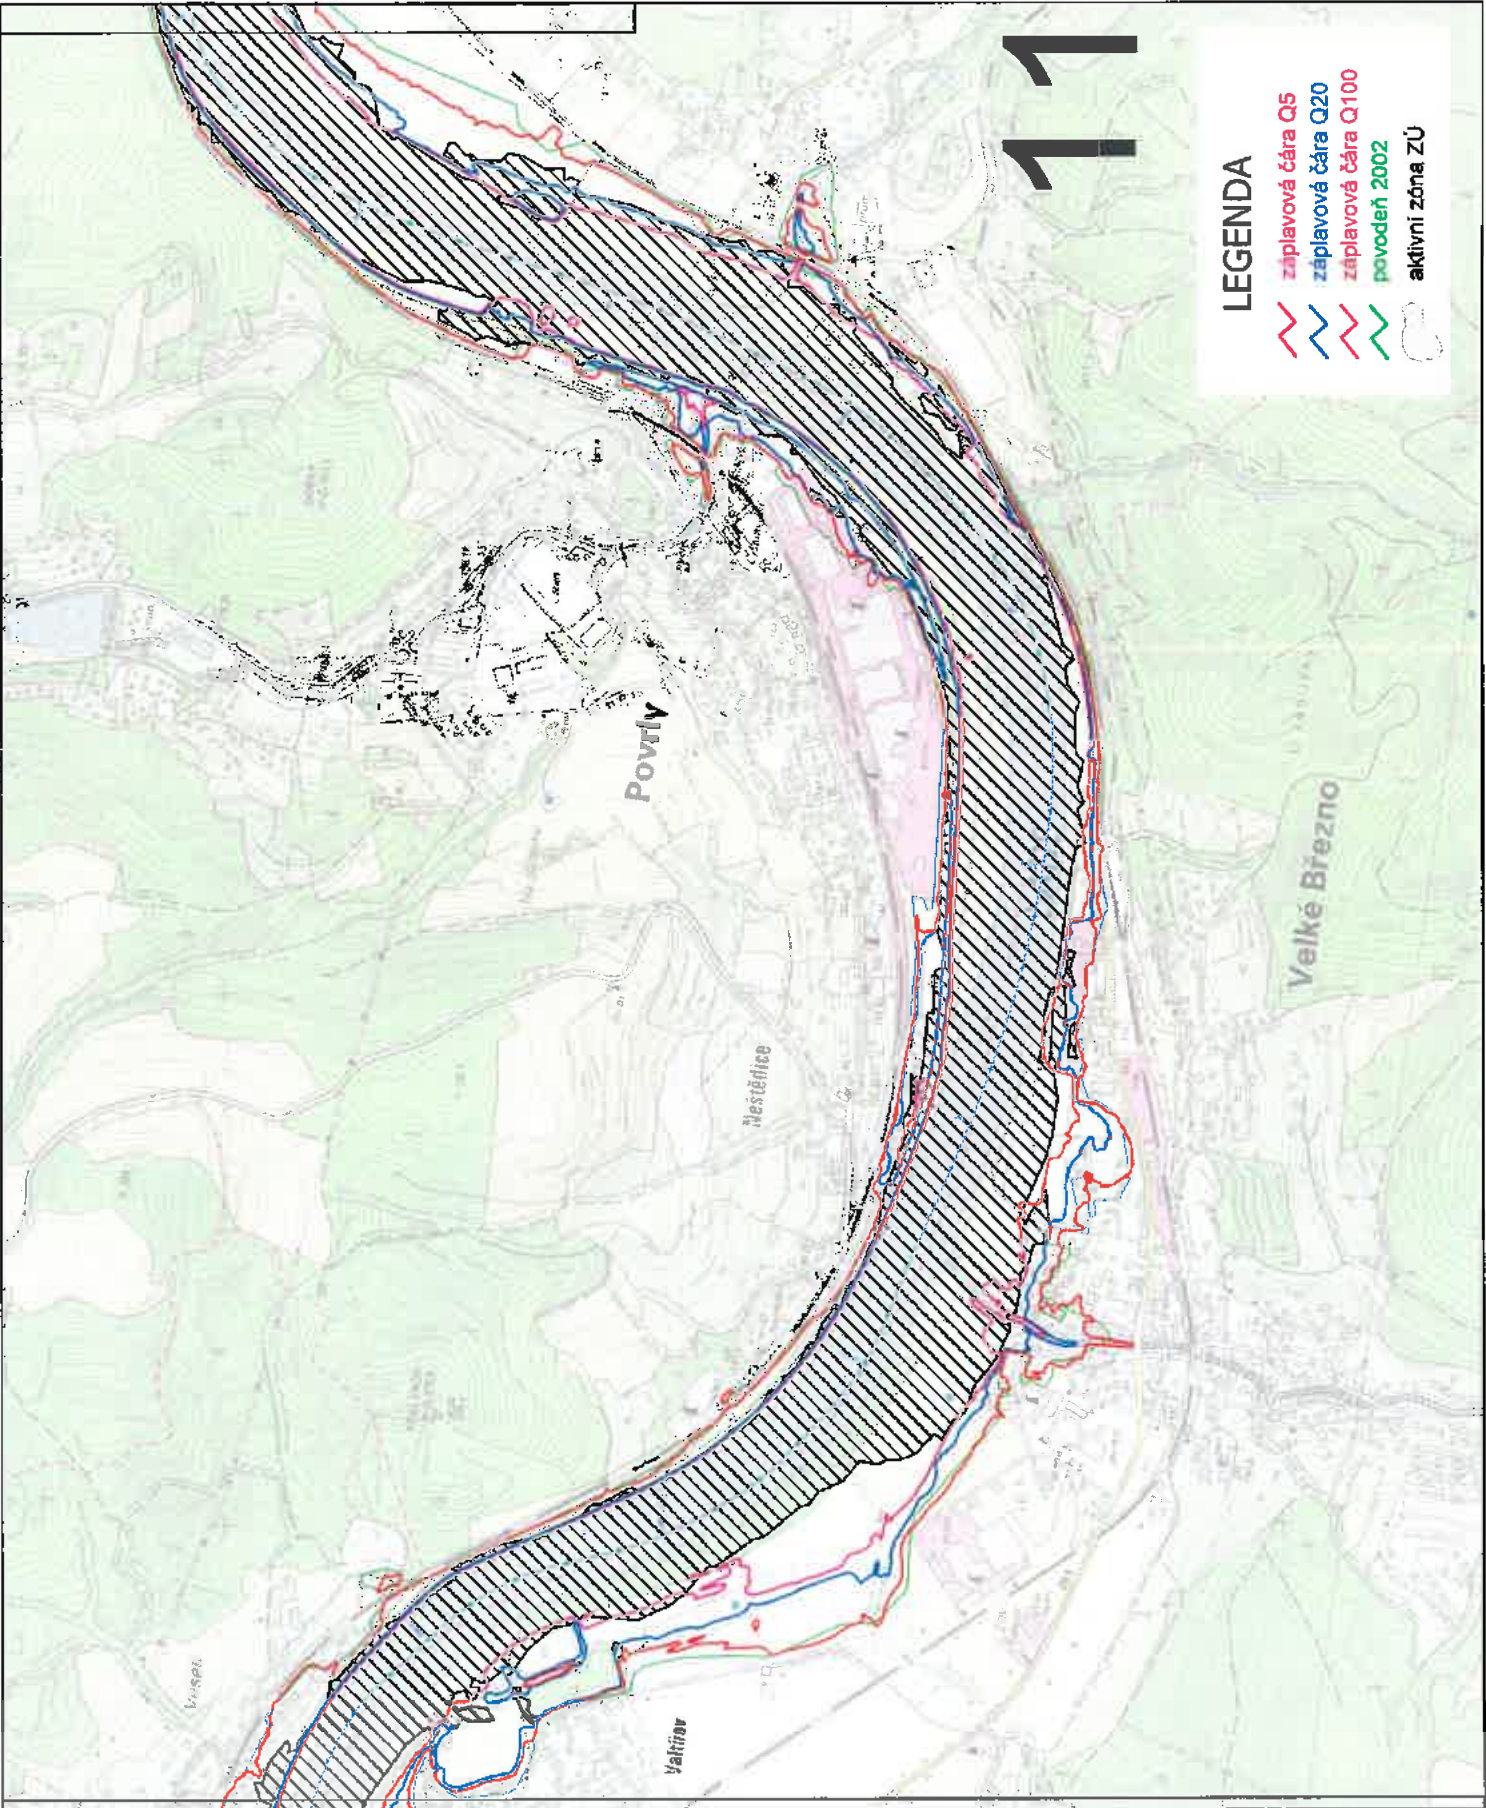 11
LEGENDA
záplavová čára Q5
záplavová čára Q20
záplavová čára Q100
povodeň 2002
aktivní zóna ZÚ
Povrly
Velké Březno
Neštědice
Valtířov